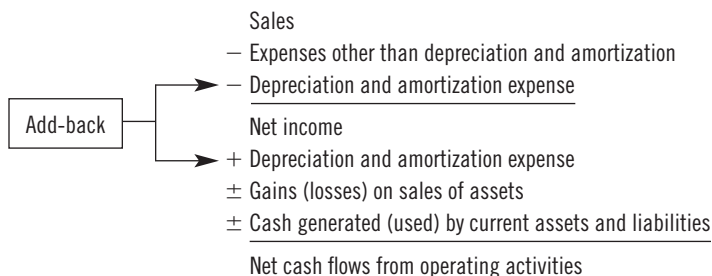 Sales
− Expenses other than depreciation and amortization
− Depreciation and amortization expense
Add-back
Net income
+ Depreciation and amortization expense
± Gains (losses) on sales of assets
± Cash generated (used) by current assets and liabilities
Net cash flows from operating activities